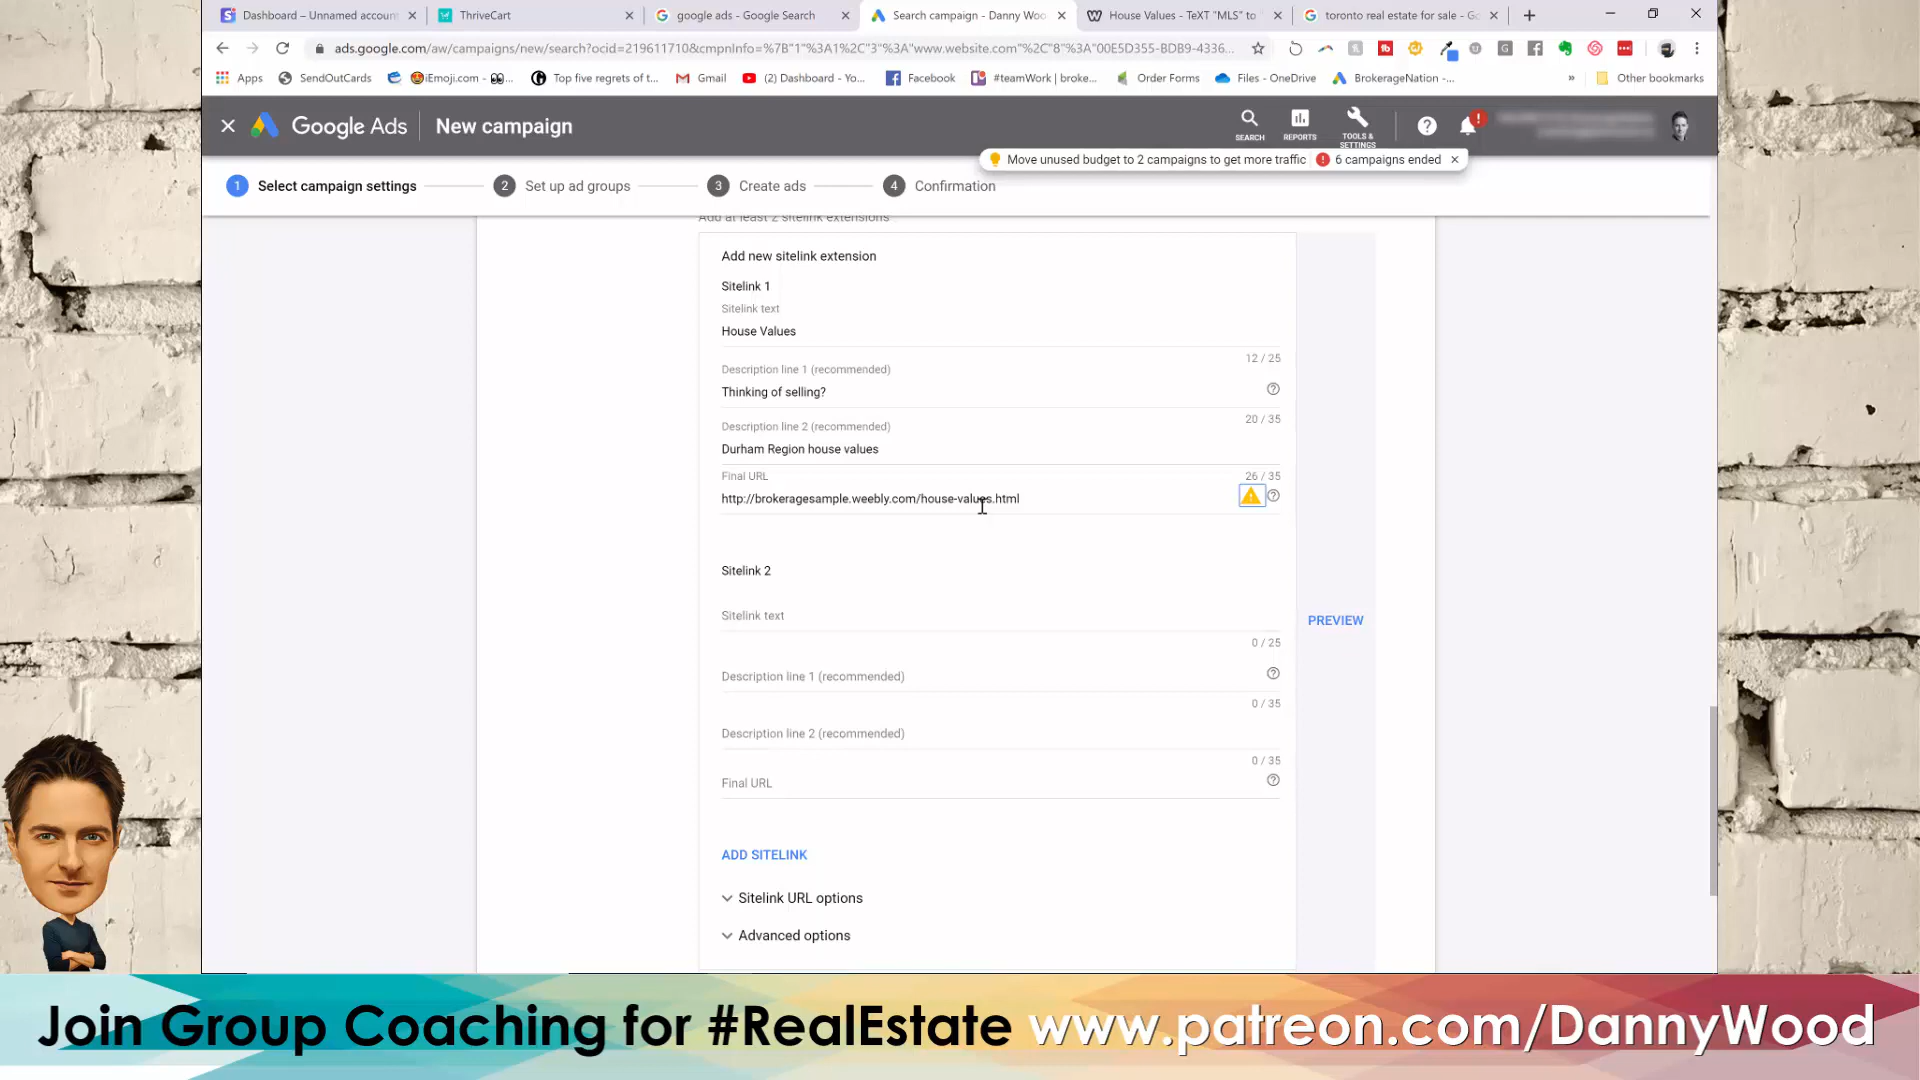 Dashboard – Unnamed accoun
ThriveCart
google ads - Google Search
Search campaign - Danny Woo
House Values - TeXT "MLS" to
toronto real estate for sale - Go
ads.google.com/aw/campaigns/new/search?ocid=219611710&cmpnInfo=%7B"1"%3A1%2C"3"%3A"www.website.com"%2C"8"%3A"00E5D355-BDB9-4336...
Apps
SendOutCards
iEmoji.com -
Top five regrets of t...
Gmail
(2) Dashboard - Yo...
Facebook
#teamWork | broke...
Order Forms
Files - OneDrive
BrokerageNation -...
»
Other bookmarks
Google Ads
New campaign
SEARCH
REPORTS
TOOLS &
SETTINGS
Move unused budget to 2 campaigns to get more traffic
6 campaigns ended
1 Select campaign settings
2 Set up ad groups
3 Create ads
4 Confirmation
Add at least 2 sitelink extensions
Add new sitelink extension
Sitelink 1
Sitelink text
House Values
12 / 25
Description line 1 (recommended)
Thinking of selling?
20 / 35
Description line 2 (recommended)
Durham Region house values
Final URL
26 / 35
http://brokeragesample.weebly.com/house-values.html
Sitelink 2
Sitelink text
PREVIEW
0 / 25
Description line 1 (recommended)
0 / 35
Description line 2 (recommended)
0 / 35
Final URL
ADD SITELINK
Sitelink URL options
Advanced options
Join Group Coaching for #RealEstate www.patreon.com/DannyWood